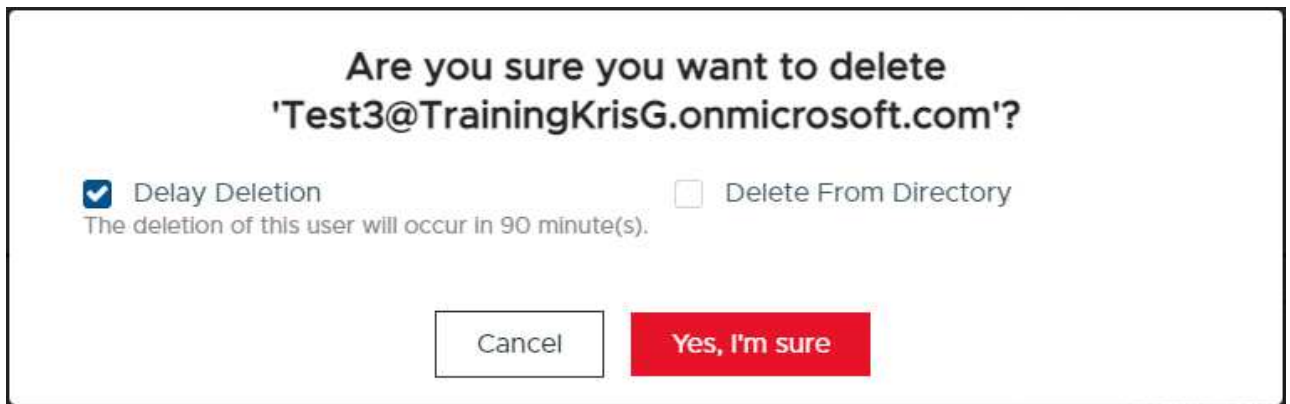 Are you sure you want to delete
'Test3@TrainingKrisG.onmicrosoft.com'?
Delay Deletion
Delete From Directory
The deletion of this user will occur in 90 minute(s).
Cancel
Yes, I'm sure